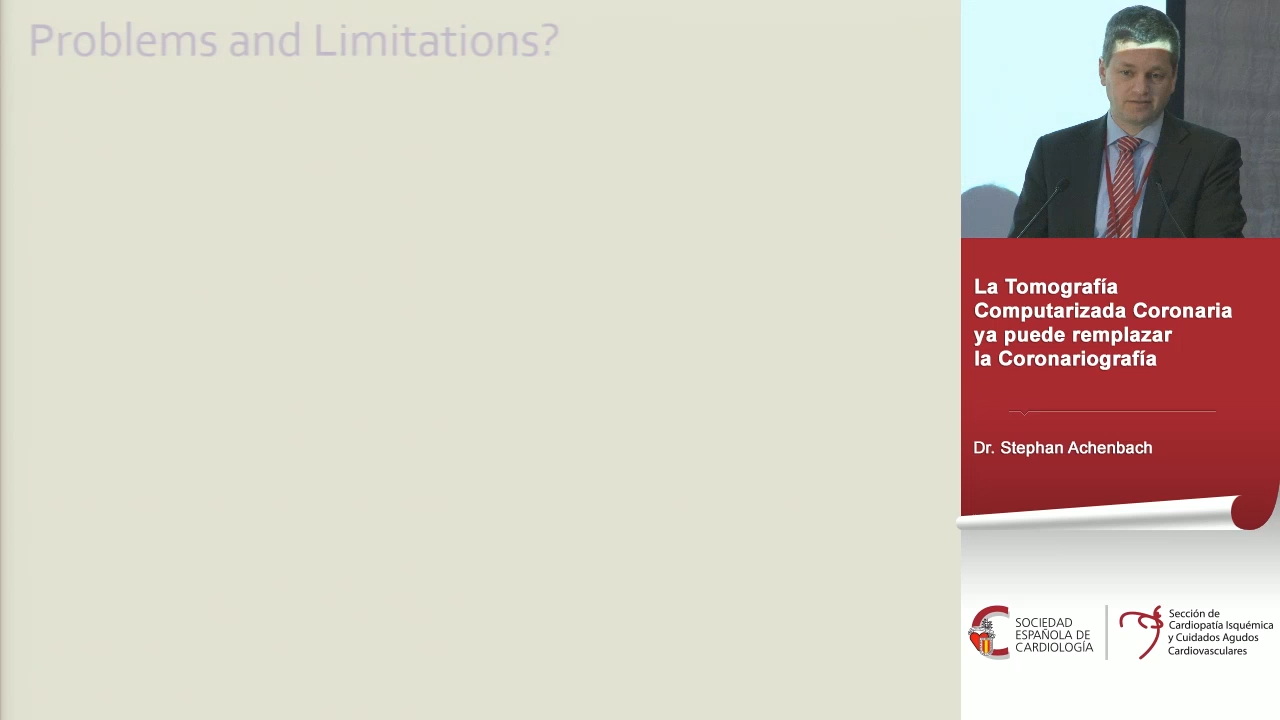 Problems and Limitations?
La Tomografía
Computarizada Coronaria
ya puede remplazar
la Coronariografía
Dr. Stephan Achenbach
SOCIEDAD
ESPAÑOLA DE
CARDIOLOGÍA
Sección de
Cardiopatía Isquémica
y Cuidados Agudos
Cardiovasculares